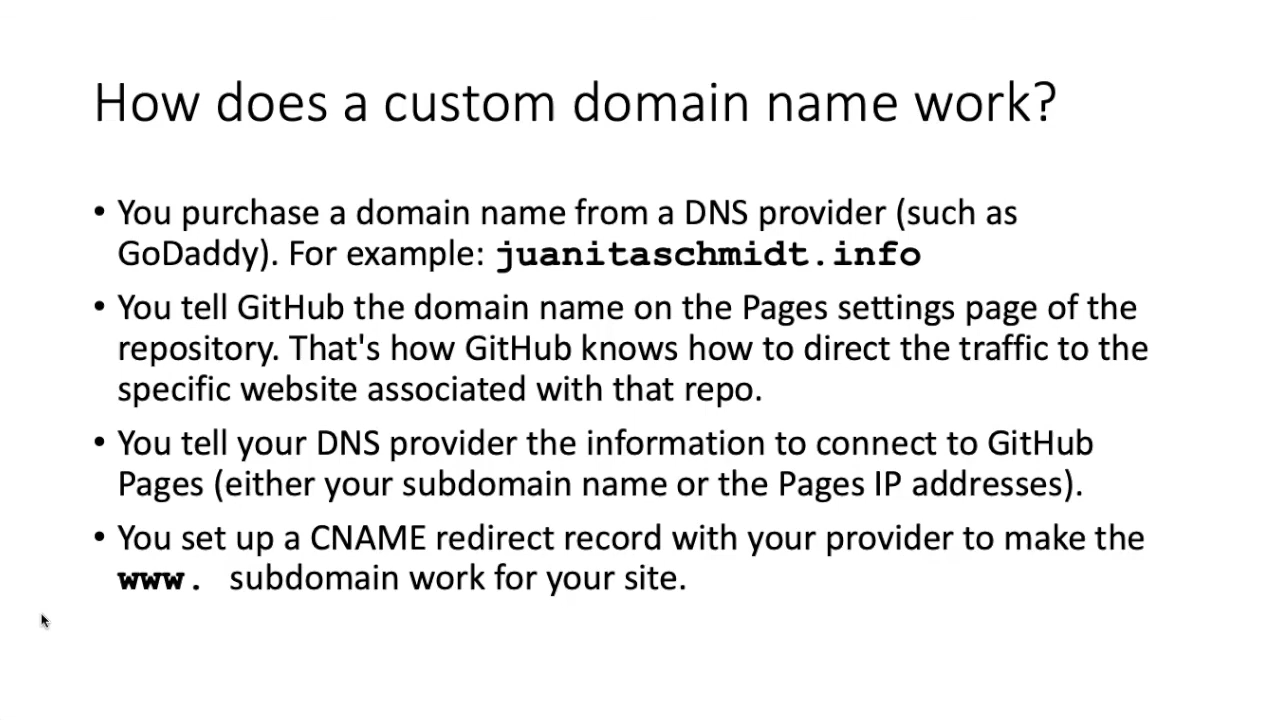 How does a custom domain name work?
• You purchase a domain name from a DNS provider (such as
GoDaddy). For example: juanitaschmidt.info
• You tell GitHub the domain name on the Pages settings page of the
repository. That's how GitHub knows how to direct the traffic to the
specific website associated with that repo.
• You tell your DNS provider the information to connect to GitHub
Pages (either your subdomain name or the Pages IP addresses).
• You set up a CNAME redirect record with your provider to make the
www. subdomain work for your site.